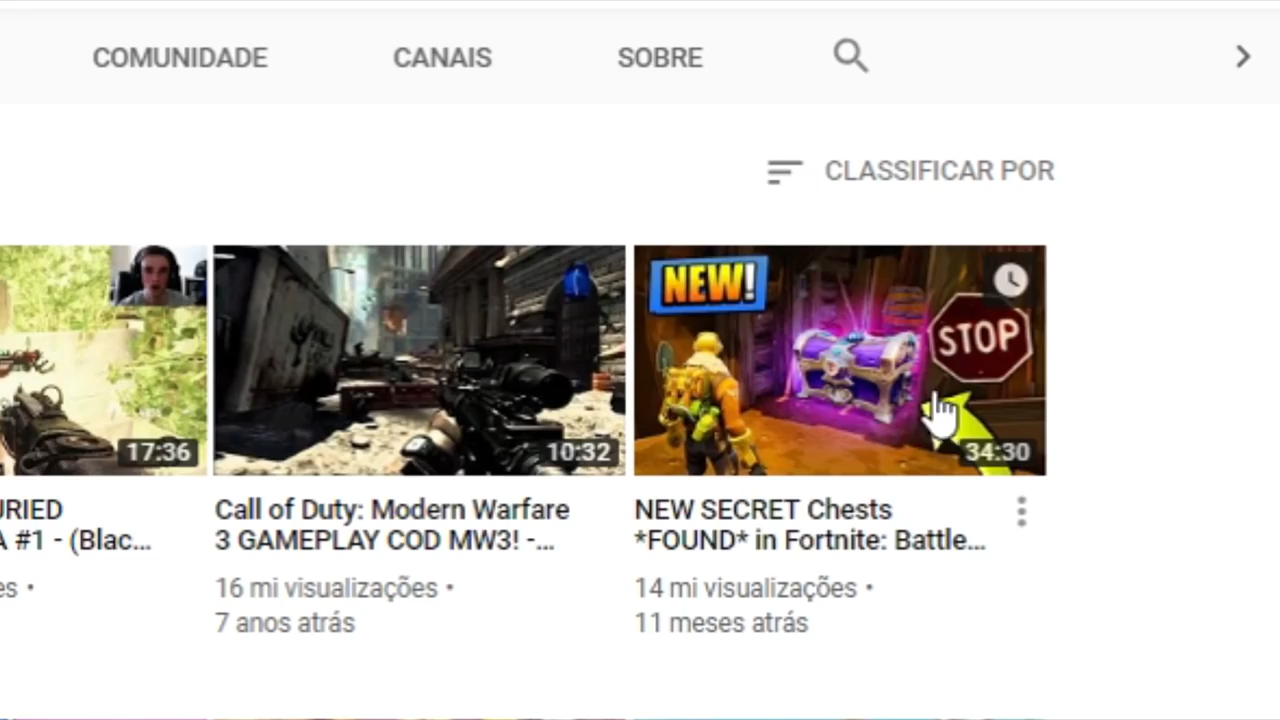 COMUNIDADE CANAIS SOBRE
CLASSIFICAR POR
NEW!
STOP
17:36
10:32
34:30
URIED
A #1 - (Blac...
es •
Call of Duty: Modern Warfare
3 GAMEPLAY COD MW3! -...
16 mi visualizações •
7 anos atrás
NEW SECRET Chests
*FOUND* in Fortnite: Battle...
14 mi visualizações •
11 meses atrás